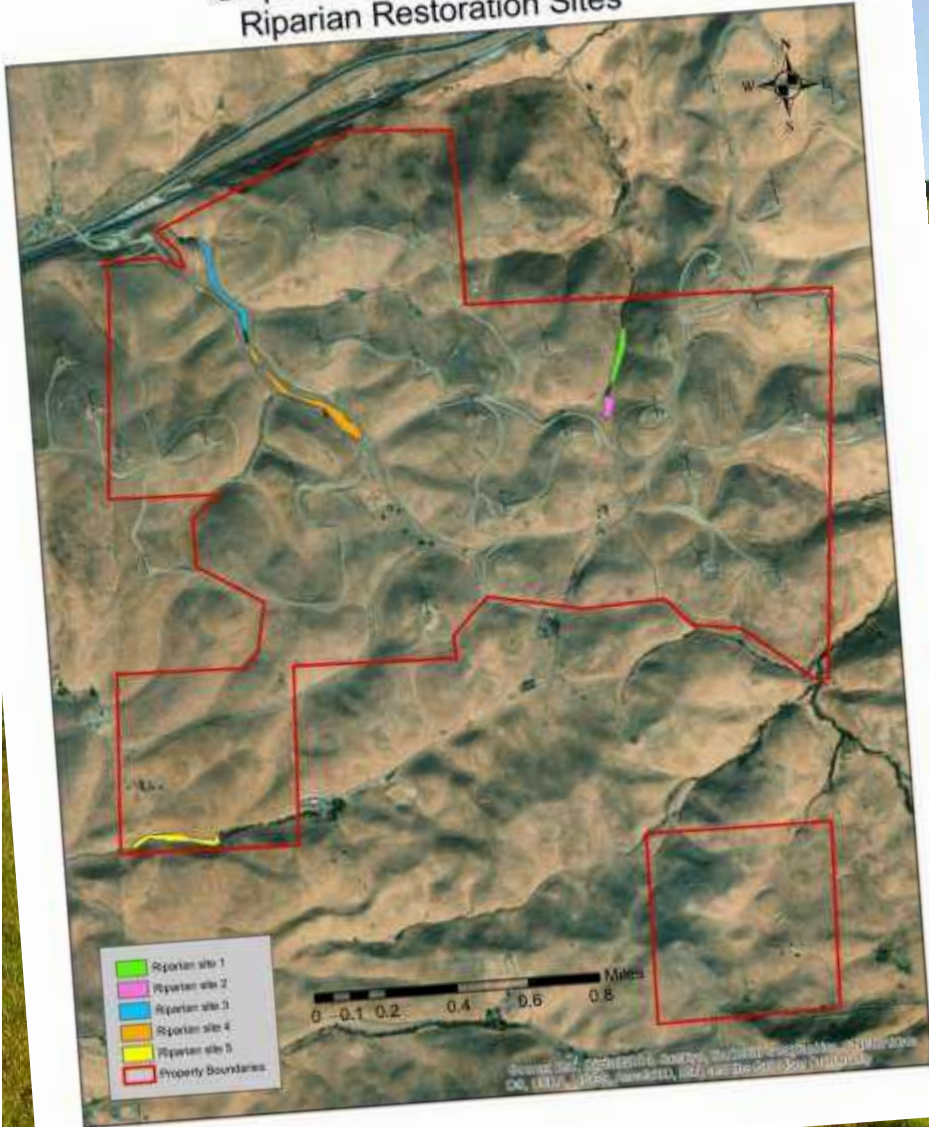 Riparian Restoration Sites
N
W E
S
Riparian site 1
Riparian site 2
Riparian site 3
Riparian site 4
Riparian site 5
Property Boundaries
Miles
0 0.1 0.2 0.4 0.6 0.8